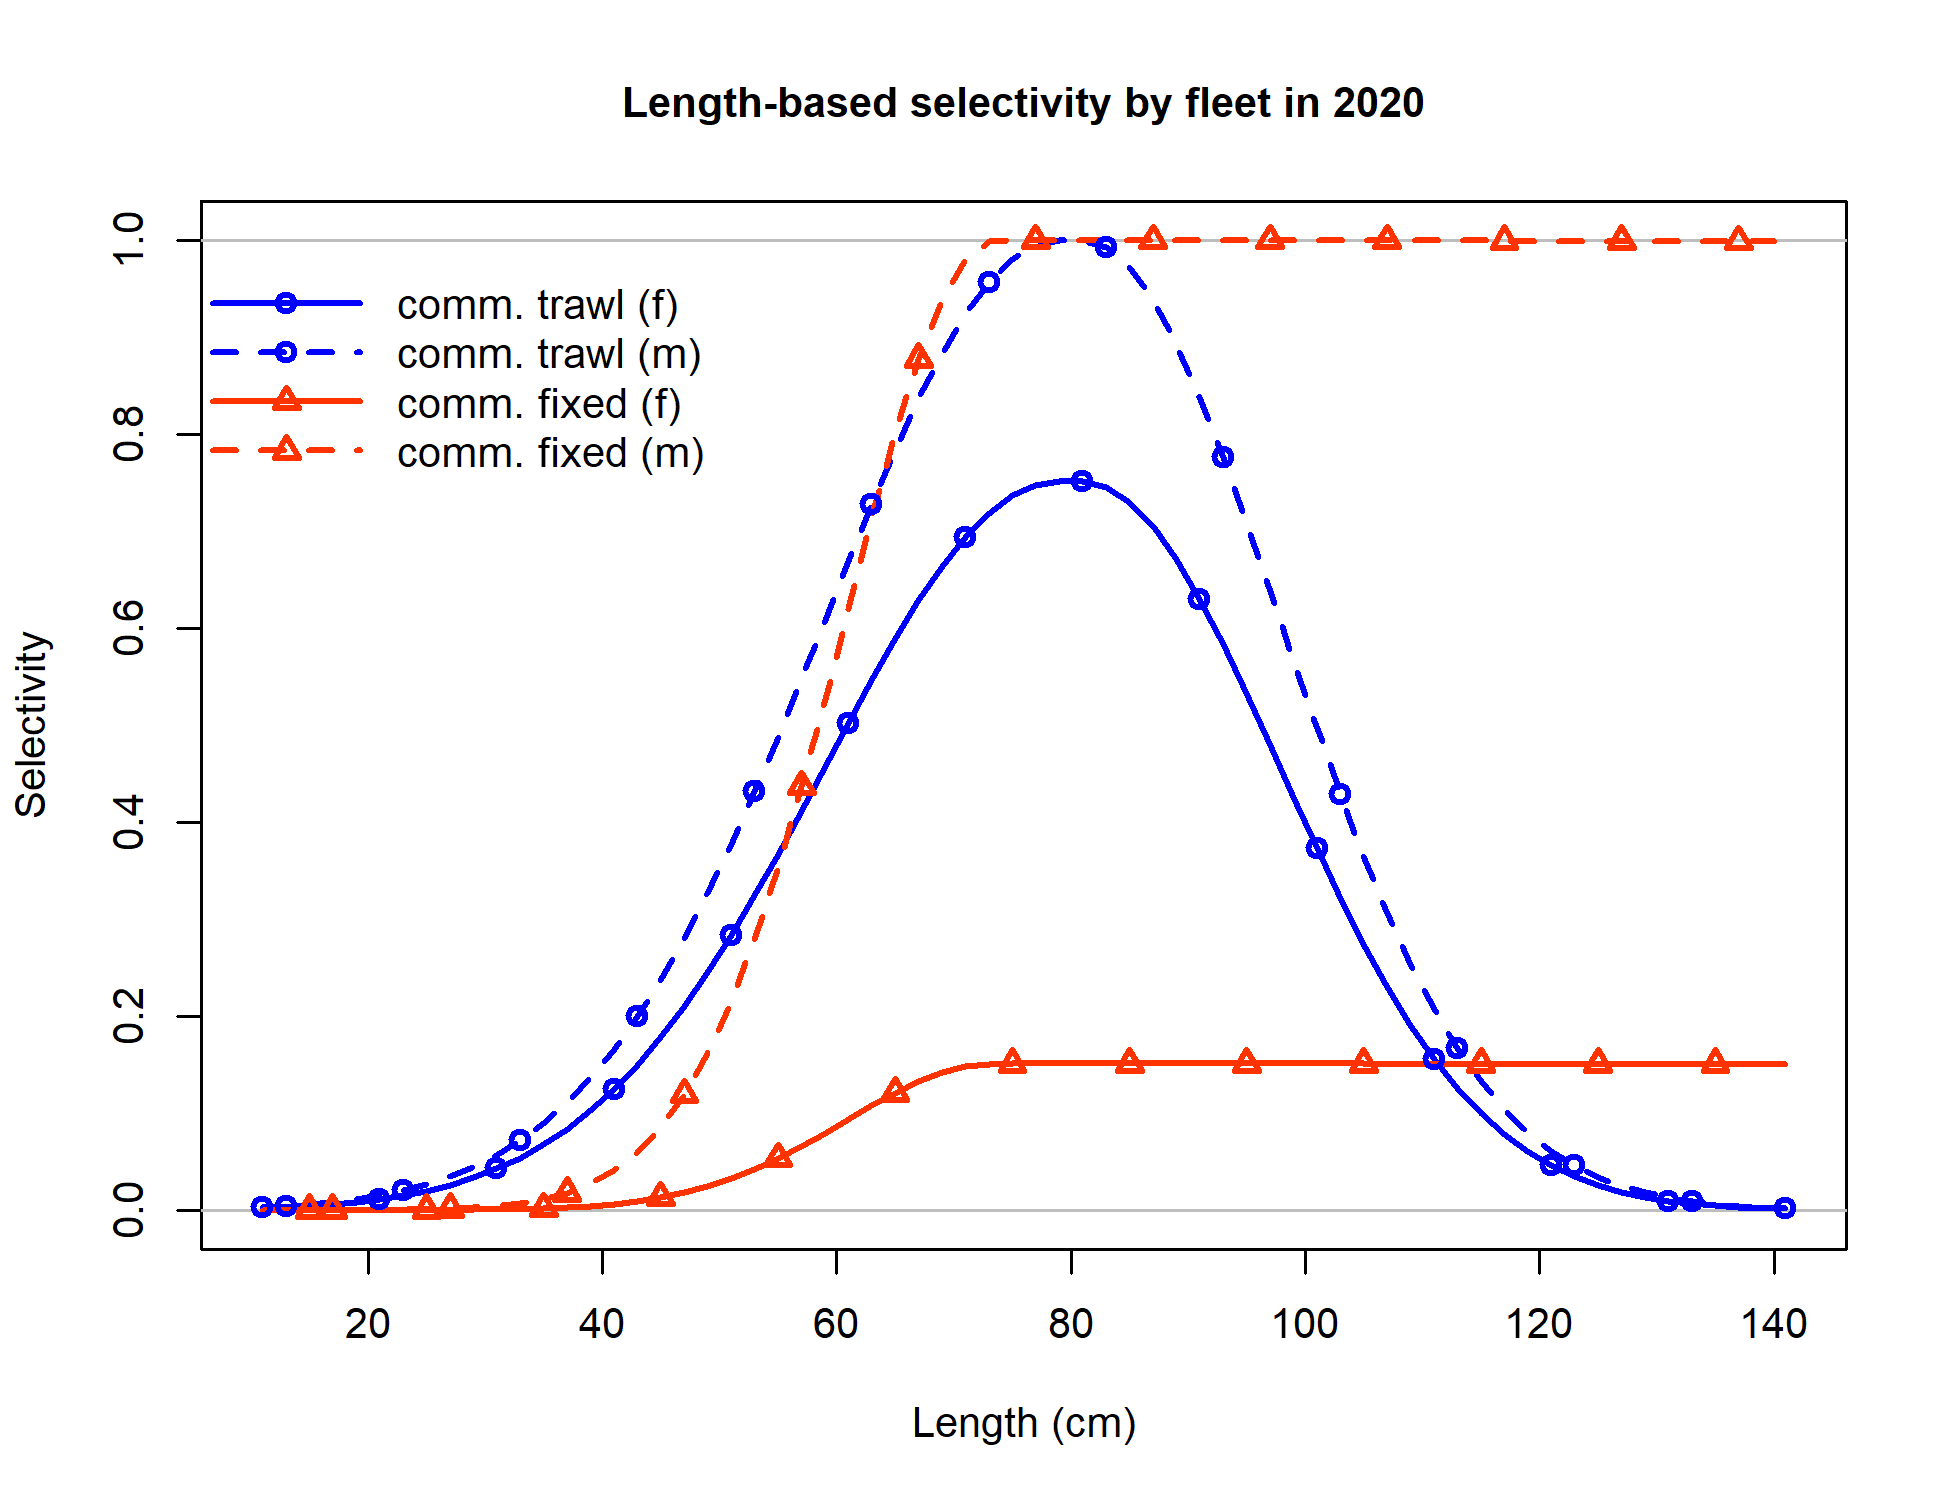 Length-based selectivity by fleet in 2020
comm. trawl (f)
comm. trawl (m)
comm. fixed (f)
comm. fixed (m)
Selectivity
0.0
0.2
0.4
0.6
0.8
1.0
20 40 60 80 100 120 140
Length (cm)